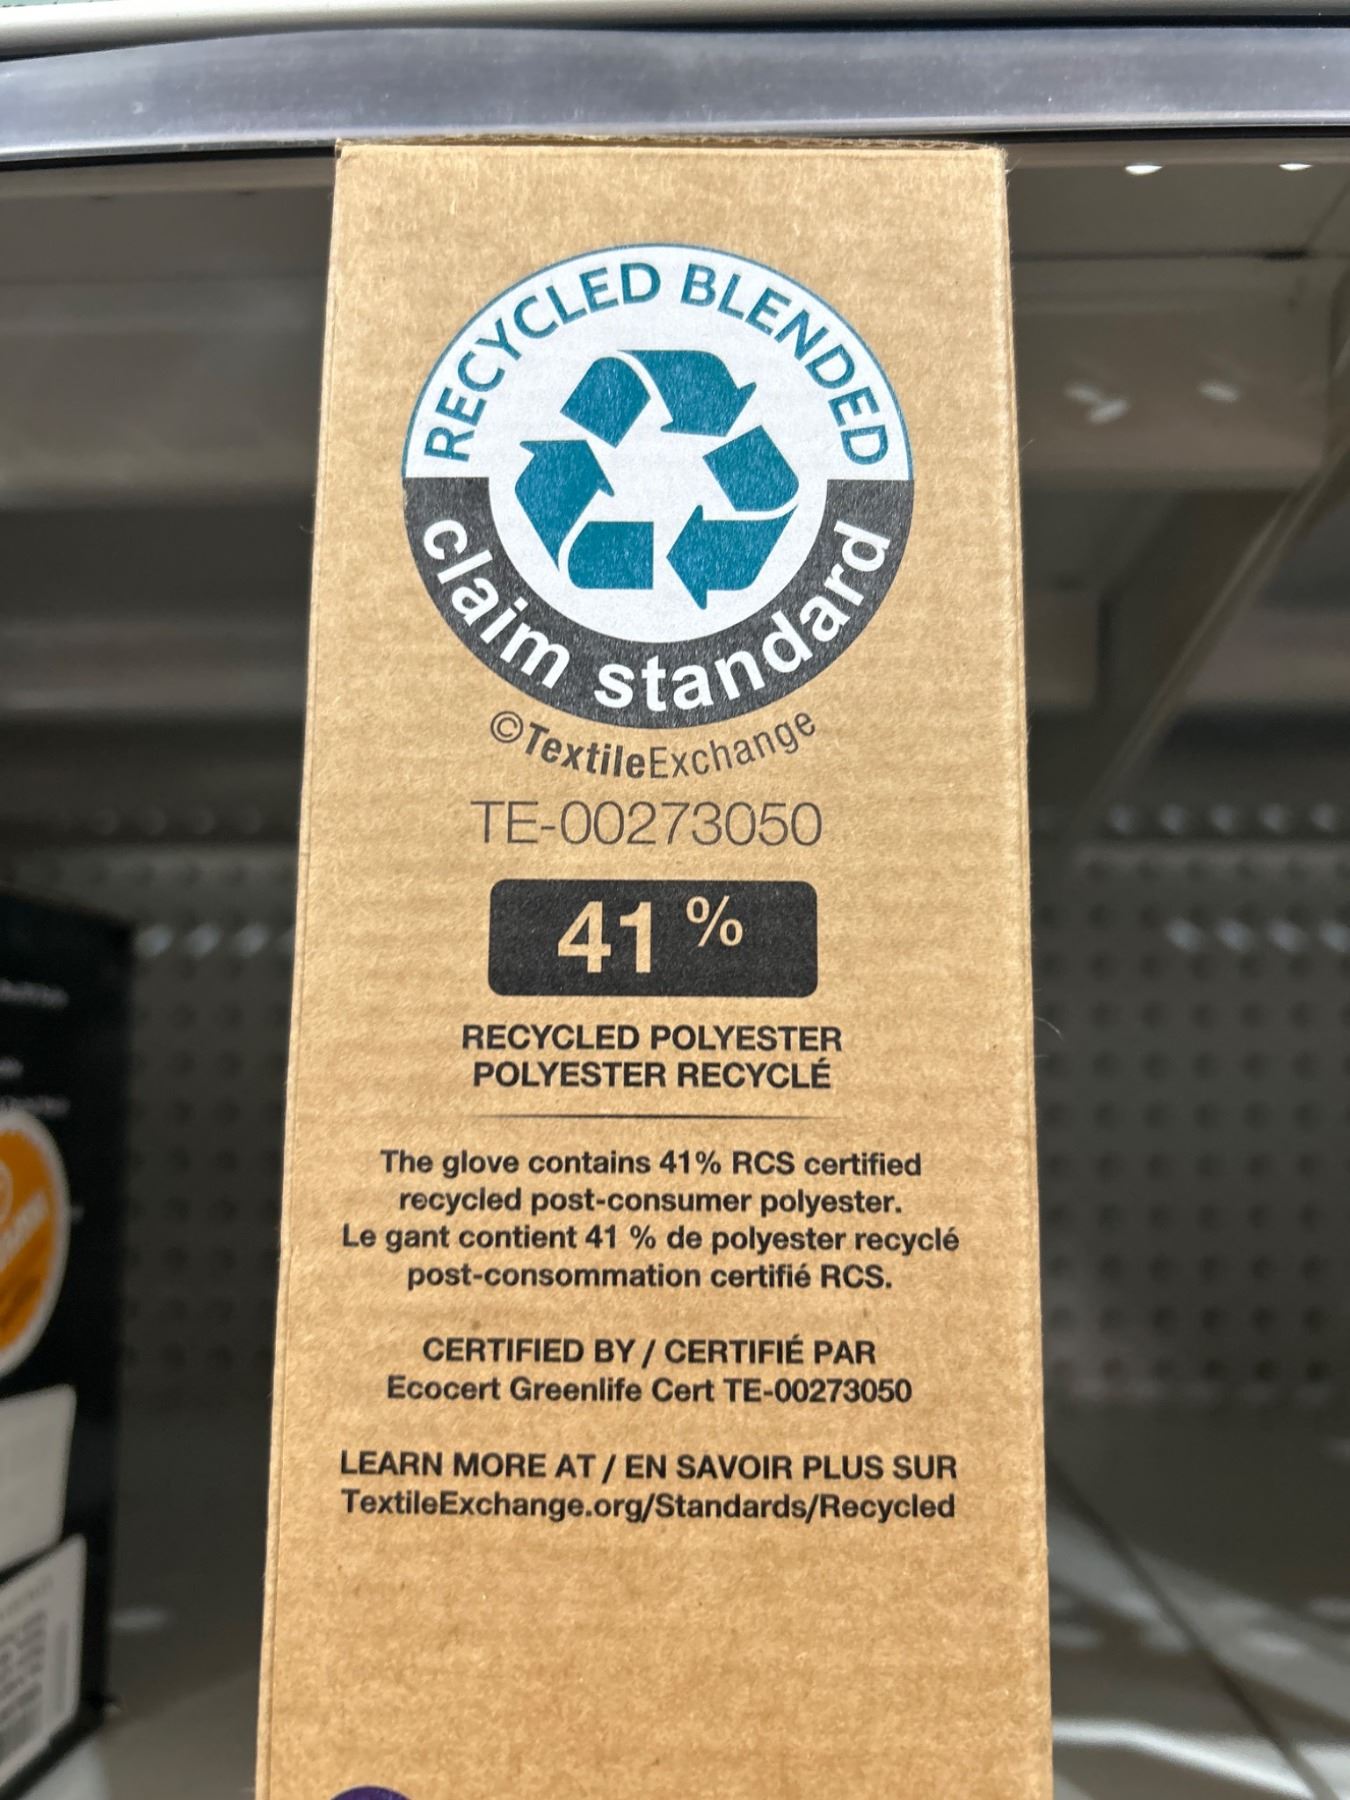 RECYCLED BLENDED
claim standard
©TextileExchange
TE-00273050
41 %
RECYCLED POLYESTER
POLYESTER RECYCLÉ
The glove contains 41% RCS certified
recycled post-consumer polyester.
Le gant contient 41 % de polyester recyclé
post-consommation certifié RCS.
CERTIFIED BY / CERTIFIÉ PAR
Ecocert Greenlife Cert TE-00273050
LEARN MORE AT / EN SAVOIR PLUS SUR
TextileExchange.org/Standards/Recycled